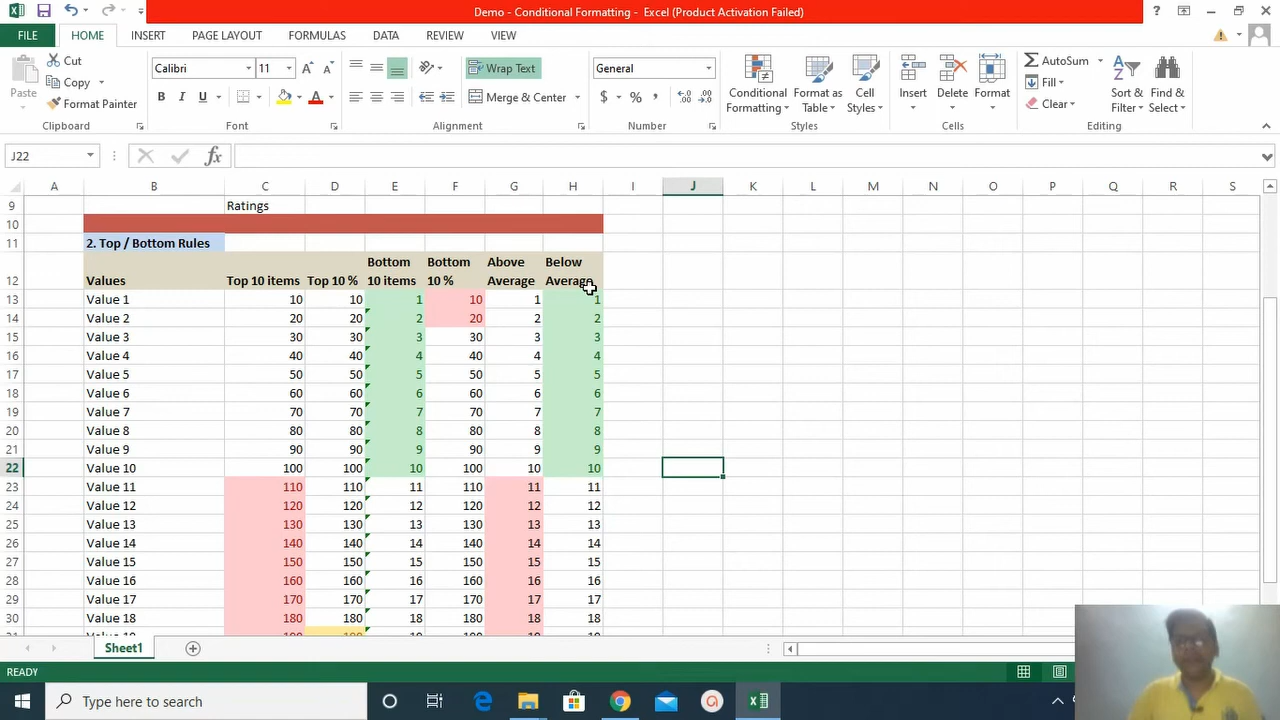 Demo - Conditional Formatting - Excel (Product Activation Failed)
FILE HOME INSERT PAGE LAYOUT FORMULAS DATA REVIEW VIEW
Paste
Cut
Copy
Format Painter
Clipboard
Calibri 11
B I U A
Font
Wrap Text
Merge & Center
Alignment
General
$ % ,
Number
Conditional Formatting
Format as Table
Cell Styles
Styles
Insert Delete Format
Cells
AutoSum
Fill
Clear
Sort & Filter
Find & Select
Editing
J22 fx
A B C D E F G H I J K L M N O P Q R S
9 Ratings
10
11 2. Top / Bottom Rules
12 Values Top 10 items Top 10 % Bottom 10 items Bottom 10 % Above Average Below Average
13 Value 1 10 10 1 10 1 1
14 Value 2 20 20 2 20 2 2
15 Value 3 30 30 3 30 3 3
16 Value 4 40 40 4 40 4 4
17 Value 5 50 50 5 50 5 5
18 Value 6 60 60 6 60 6 6
19 Value 7 70 70 7 70 7 7
20 Value 8 80 80 8 80 8 8
21 Value 9 90 90 9 90 9 9
22 Value 10 100 100 10 100 10 10
23 Value 11 110 110 11 110 11 11
24 Value 12 120 120 12 120 12 12
25 Value 13 130 130 13 130 13 13
26 Value 14 140 140 14 140 14 14
27 Value 15 150 150 15 150 15 15
28 Value 16 160 160 16 160 16 16
29 Value 17 170 170 17 170 17 17
30 Value 18 180 180 18 180 18 18
Sheet1
READY
Type here to search